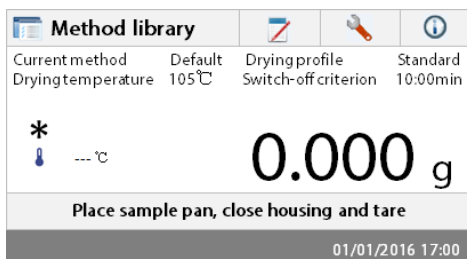 Method library
Current method Default Drying profile Standard
Drying temperature 105℃ Switch-off criterion 10:00min
*
--- ℃
0.000 g
Place sample pan, close housing and tare
01/01/2016 17:00